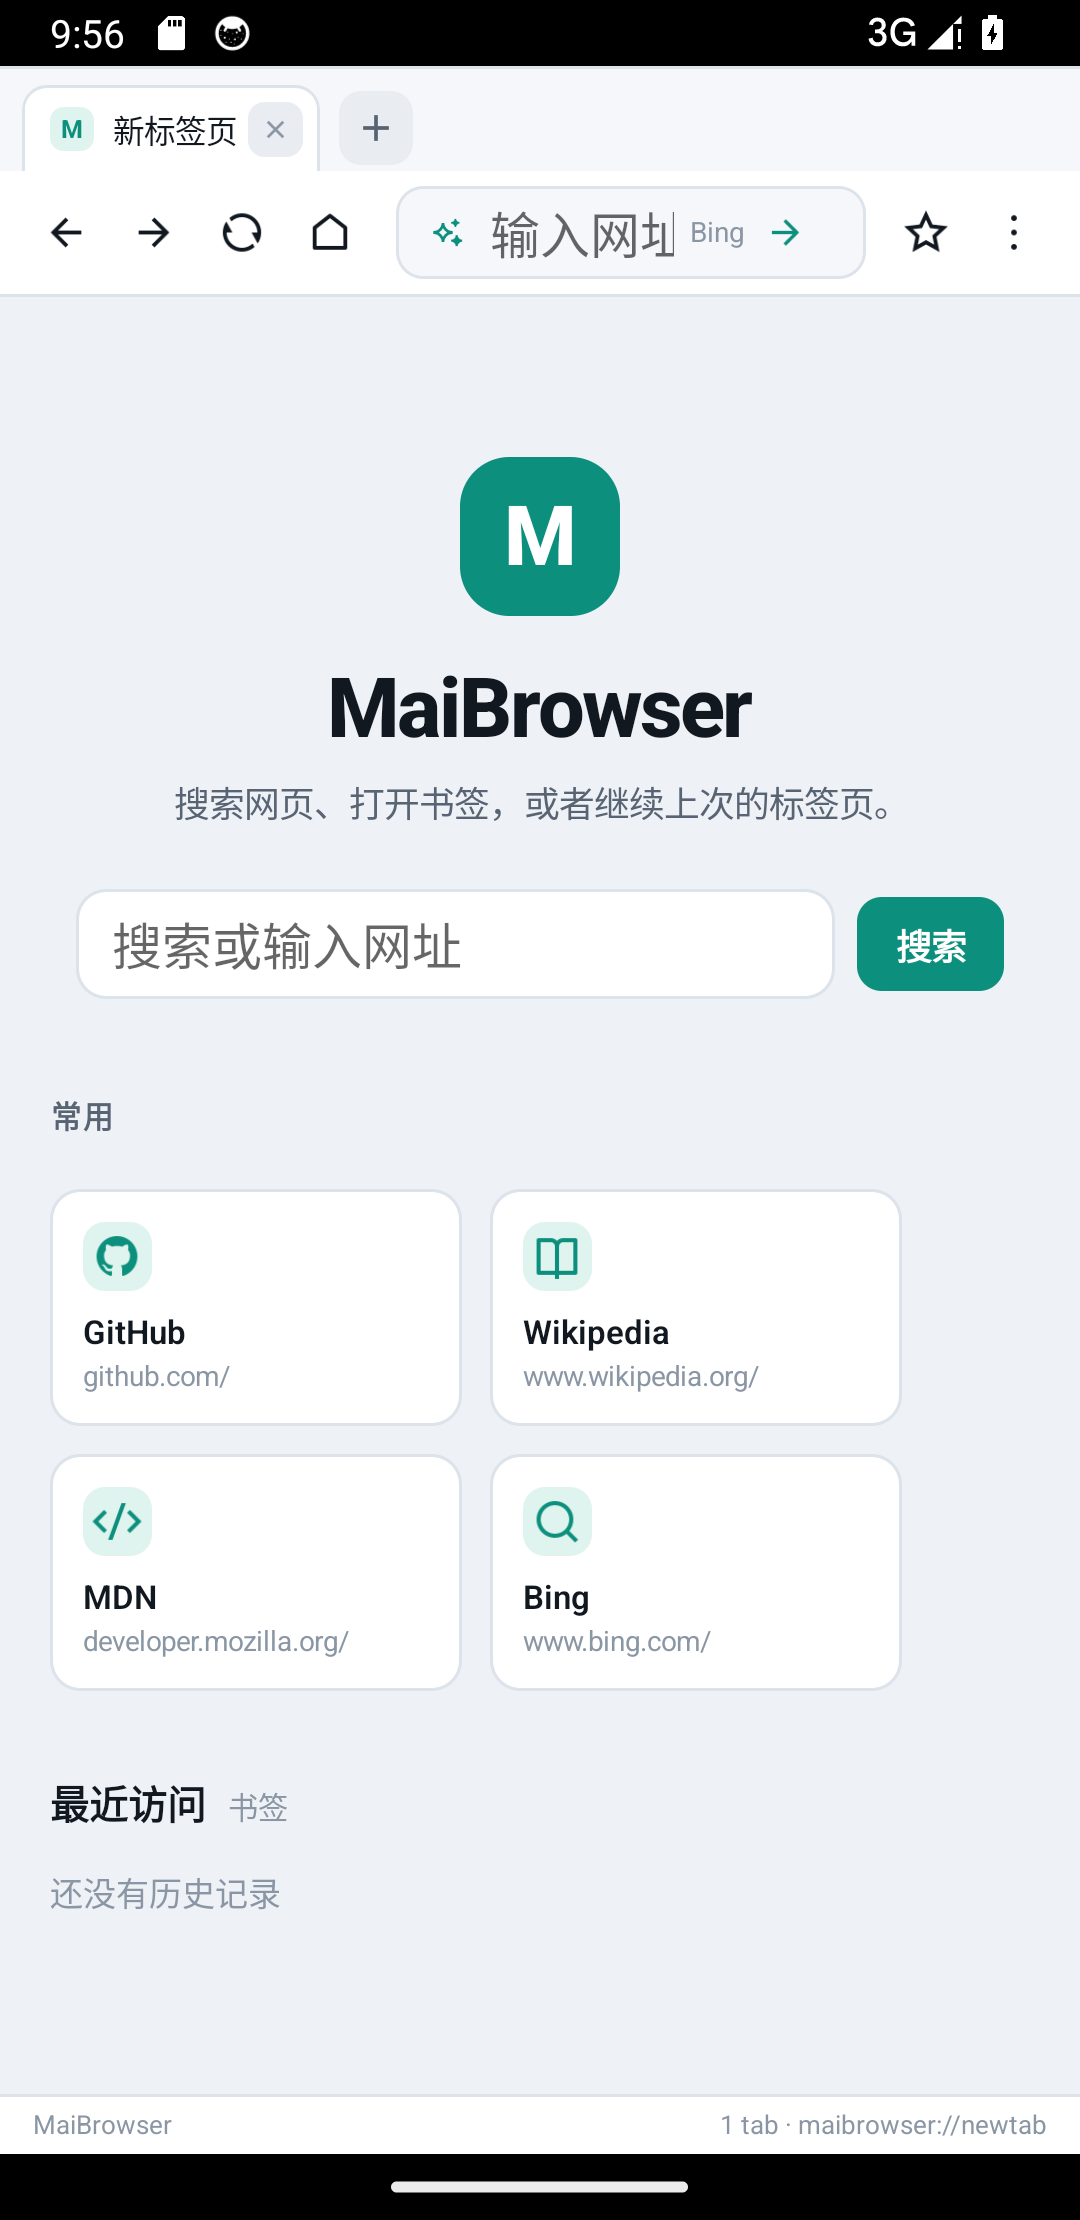 9:56
3G
M 新标签页
输入网址 Bing
M
MaiBrowser
搜索网页、打开书签，或者继续上次的标签页。
搜索或输入网址 搜索
常用
GitHub
github.com/
Wikipedia
www.wikipedia.org/
MDN
developer.mozilla.org/
Bing
www.bing.com/
最近访问 书签
还没有历史记录
MaiBrowser
1 tab · maibrowser://newtab